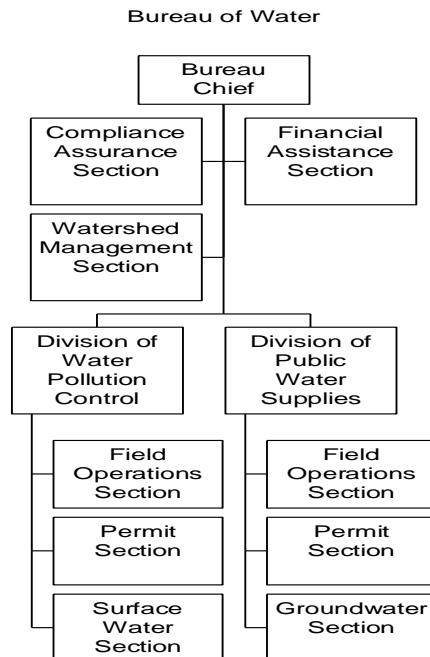 Bureau of Water
Bureau
Chief
Compliance
Assurance
Section
Financial
Assistance
Section
Watershed
Management
Section
Division of
Water
Pollution
Control
Division of
Public
Water
Supplies
Field
Operations
Section
Field
Operations
Section
Permit
Section
Permit
Section
Surface
Water
Section
Groundwater
Section